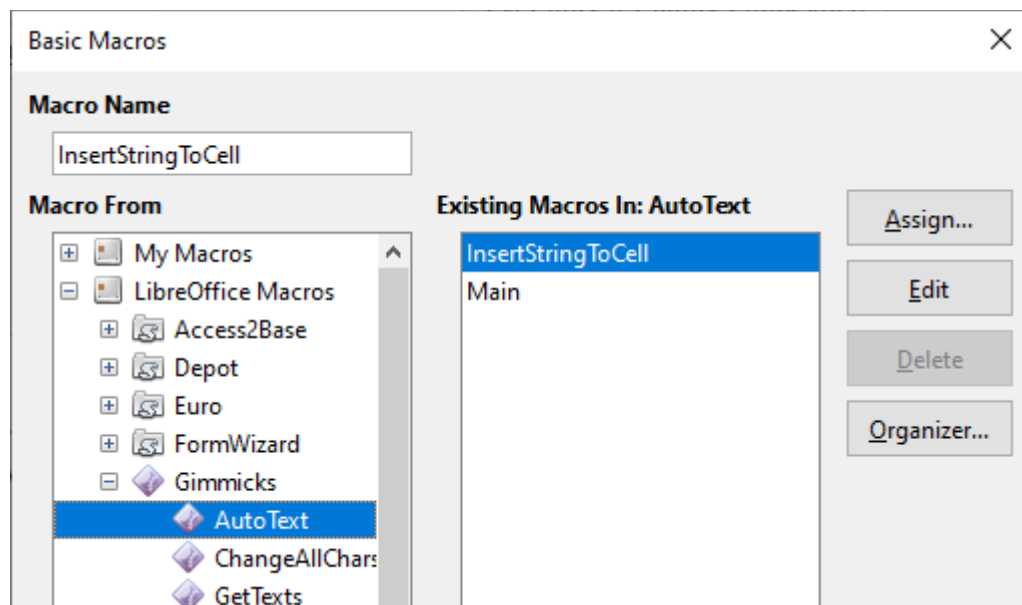 Basic Macros
Macro Name
InsertStringToCell
Macro From
Existing Macros In: AutoText
My Macros
LibreOffice Macros
Access2Base
Depot
Euro
FormWizard
Gimmicks
AutoText
ChangeAllChars
GetTexts
InsertStringToCell
Main
Assign...
Edit
Delete
Organizer...